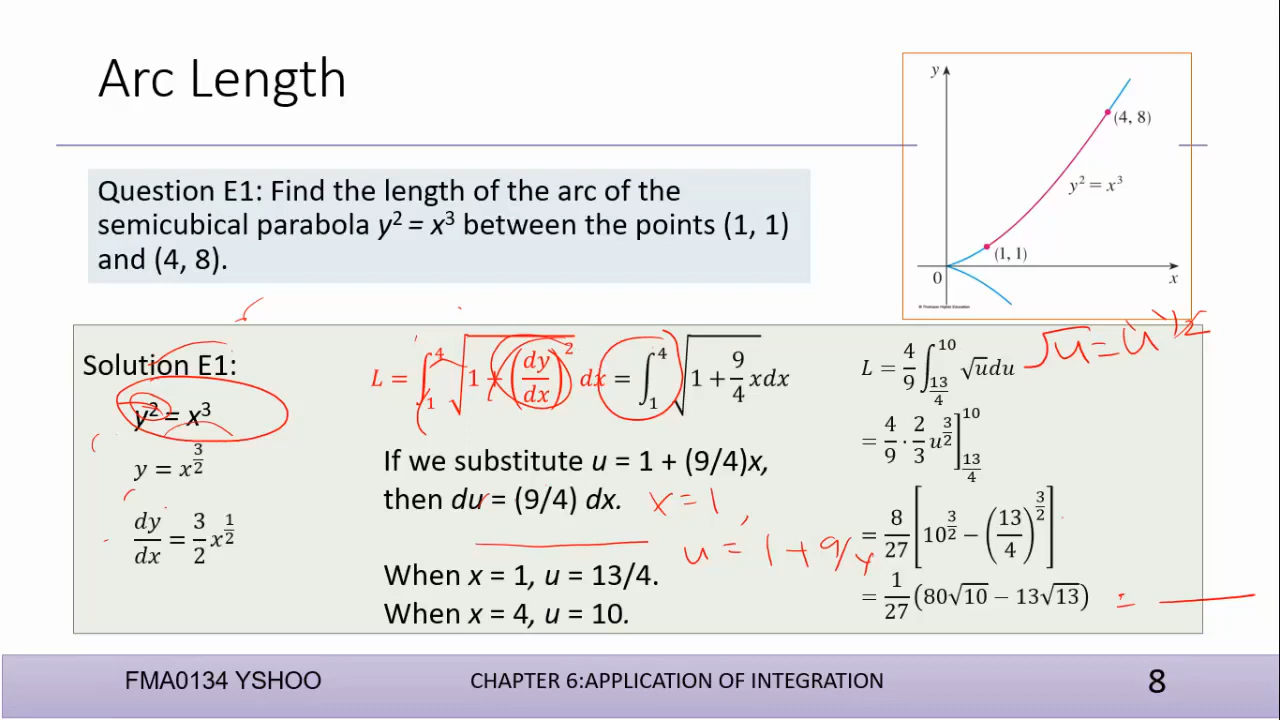 Arc Length
Question E1: Find the length of the arc of the
semicubical parabola y² = x³ between the points (1, 1)
and (4, 8).
y
(4, 8)
y² = x³
(1, 1)
0
x
Solution E1:
y² = x³
y = x^(3/2)
dy/dx = 3/2 x^(1/2)
L = ∫₁⁴ √(1 + (dy/dx)²) dx = ∫₁⁴ √(1 + 9/4 x) dx
If we substitute u = 1 + (9/4)x,
then du = (9/4) dx.
x = 1
u = 1 + 9/4
When x = 1, u = 13/4.
When x = 4, u = 10.
L = 4/9 ∫_(13/4)^10 √u du
√u = u^(1/2)
= 4/9 · 2/3 u^(3/2) ]_(13/4)^10
= 8/27 [10^(3/2) − (13/4)^(3/2)]
= 1/27 (80√10 − 13√13)
=
FMA0134 YSHOO
CHAPTER 6:APPLICATION OF INTEGRATION
8